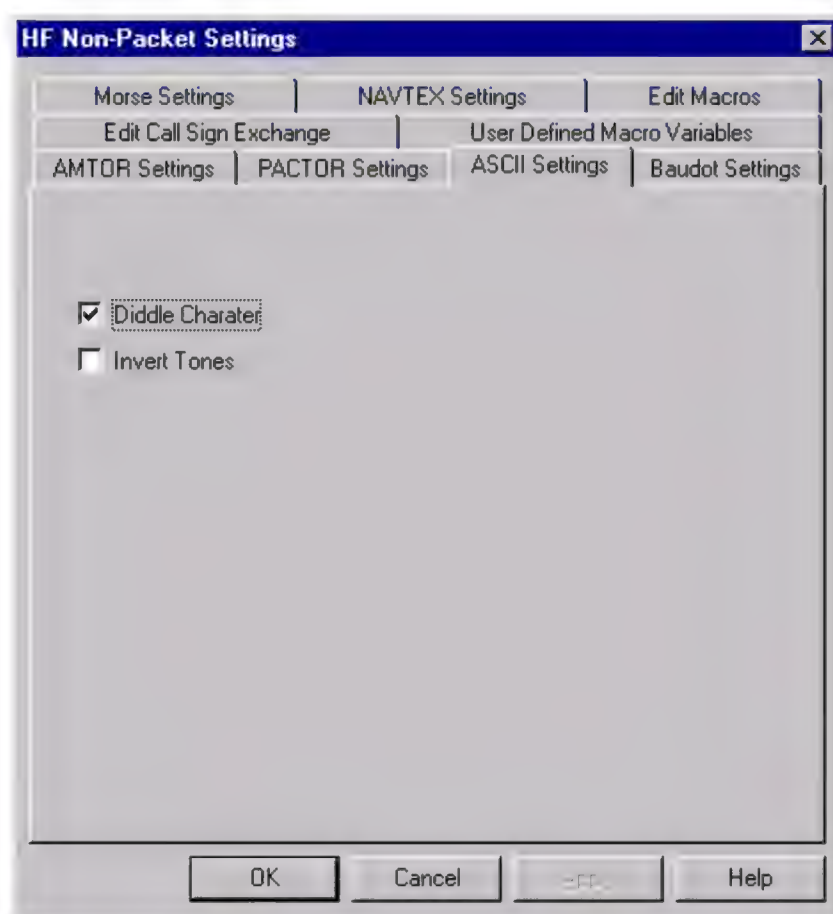 HF Non-Packet Settings
Morse Settings NAVTEX Settings Edit Macros
Edit Call Sign Exchange User Defined Macro Variables
AMTOR Settings PACTOR Settings ASCII Settings Baudot Settings
Diddle Charater
Invert Tones
OK Cancel Help